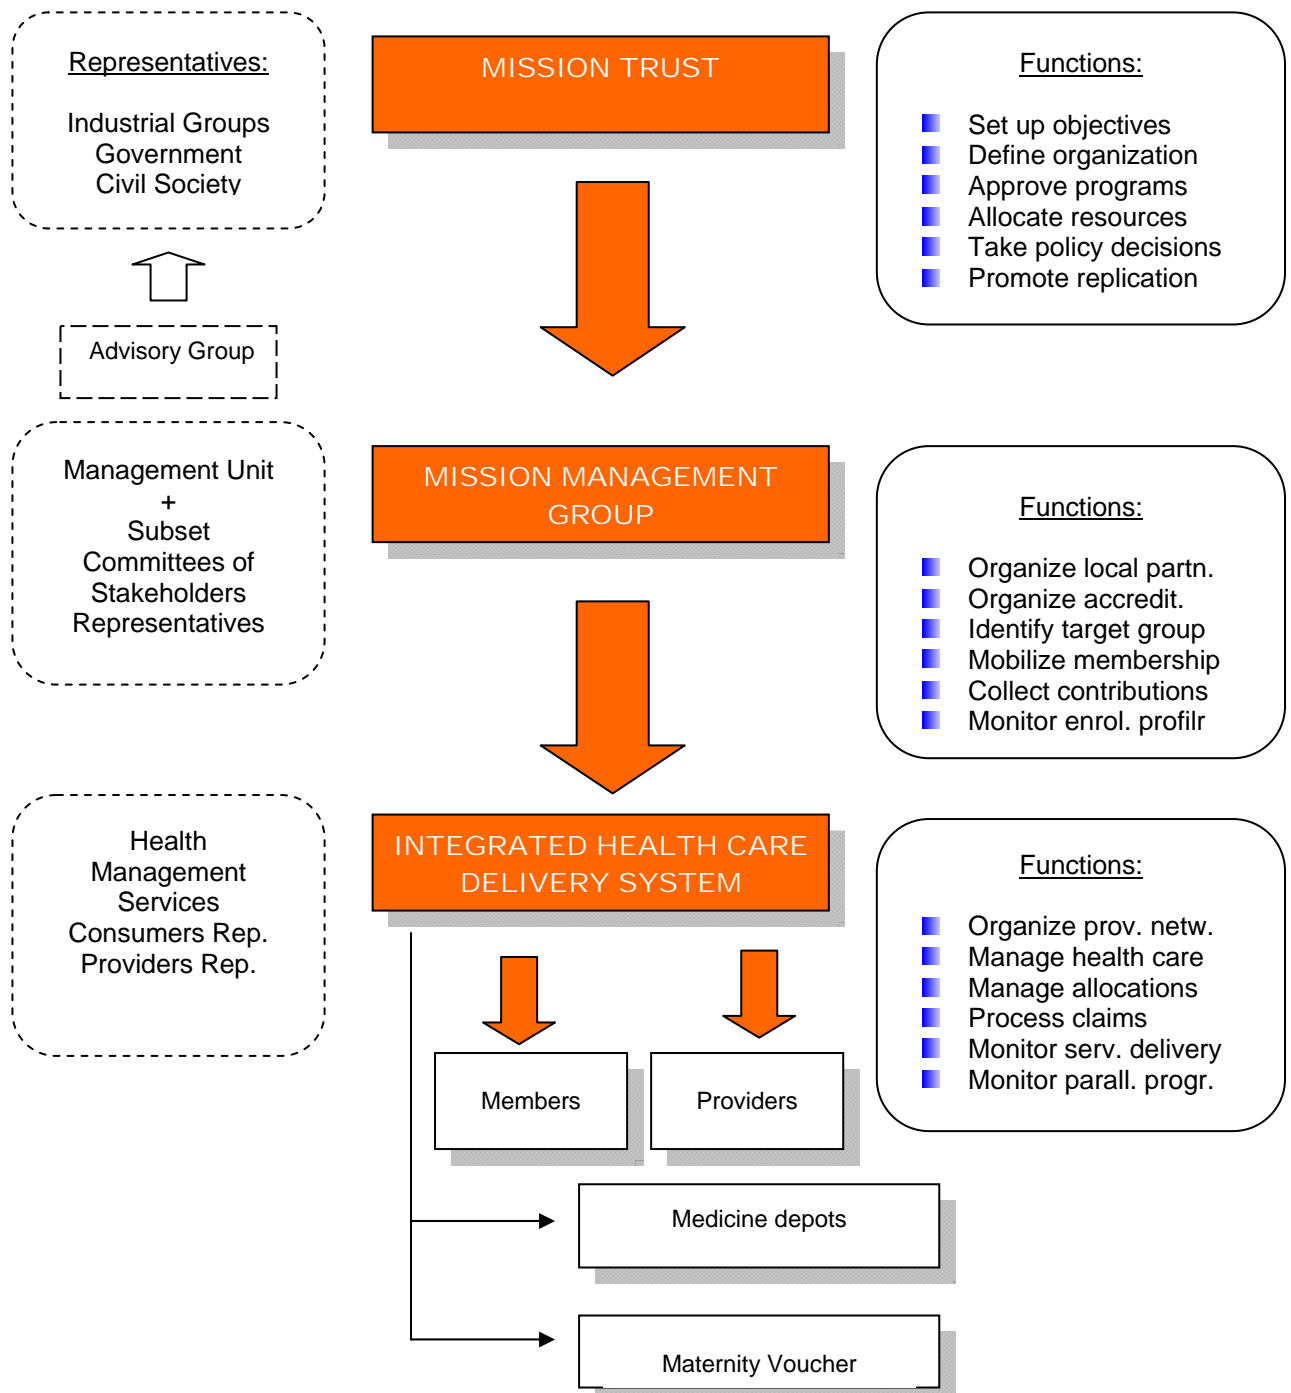 Representatives:
Industrial Groups
Government
Civil Society
Advisory Group
Management Unit
+
Subset
Committees of
Stakeholders
Representatives
Health
Management
Services
Consumers Rep.
Providers Rep.
MISSION TRUST
MISSION MANAGEMENT
GROUP
INTEGRATED HEALTH CARE
DELIVERY SYSTEM
Members
Providers
Medicine depots
Maternity Voucher
Functions:
Set up objectives
Define organization
Approve programs
Allocate resources
Take policy decisions
Promote replication
Functions:
Organize local partn.
Organize accredit.
Identify target group
Mobilize membership
Collect contributions
Monitor enrol. profilr
Functions:
Organize prov. netw.
Manage health care
Manage allocations
Process claims
Monitor serv. delivery
Monitor parall. progr.